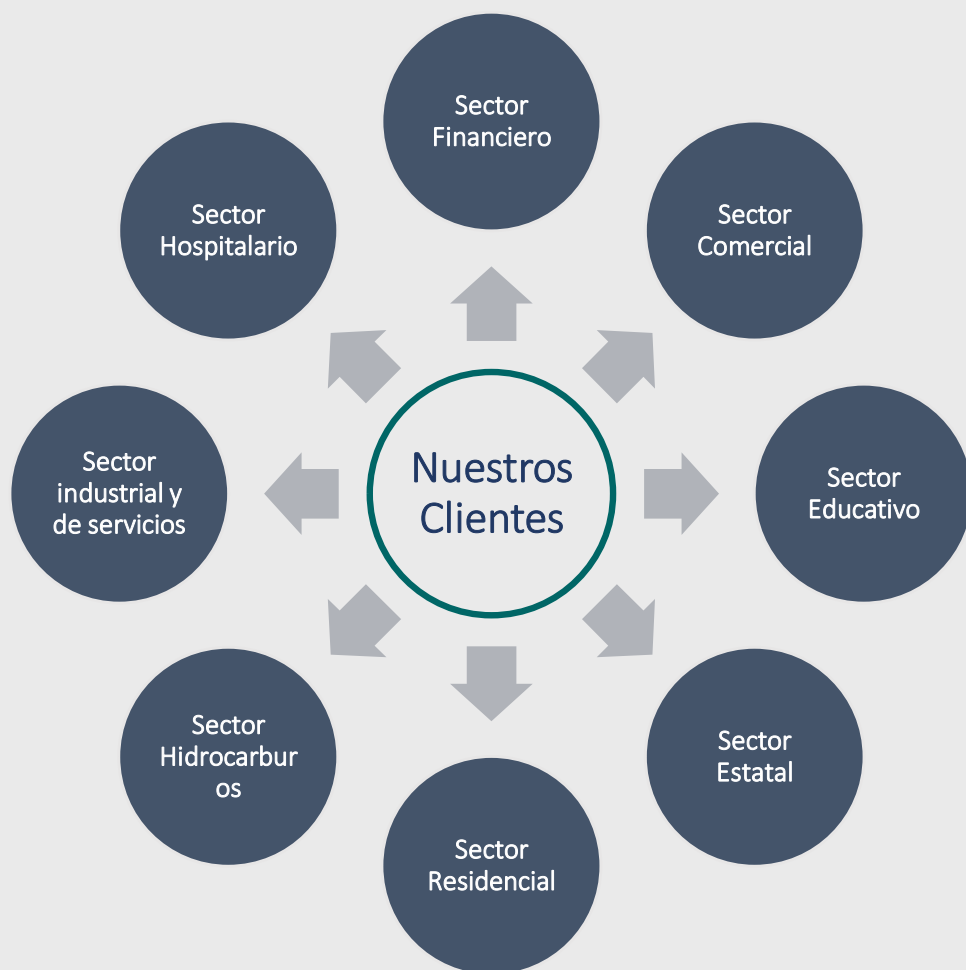 Sector
Financiero
Sector
Hospitalario
Sector
Comercial
Nuestros
Clientes
Sector
industrial y
de servicios
Sector
Educativo
Sector
Hidrocarbur
os
Sector
Estatal
Sector
Residencial